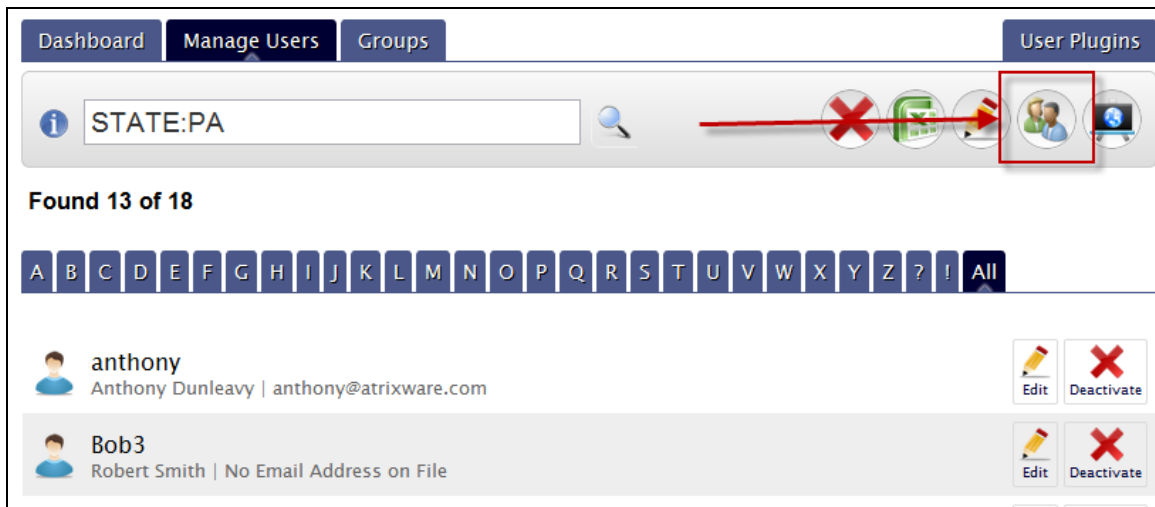 Dashboard Manage Users Groups User Plugins
STATE:PA
Found 13 of 18
A B C D E F G H I J K L M N O P Q R S T U V W X Y Z ? ! All
anthony
Anthony Dunleavy | anthony@atrixware.com
Edit Deactivate
Bob3
Robert Smith | No Email Address on File
Edit Deactivate